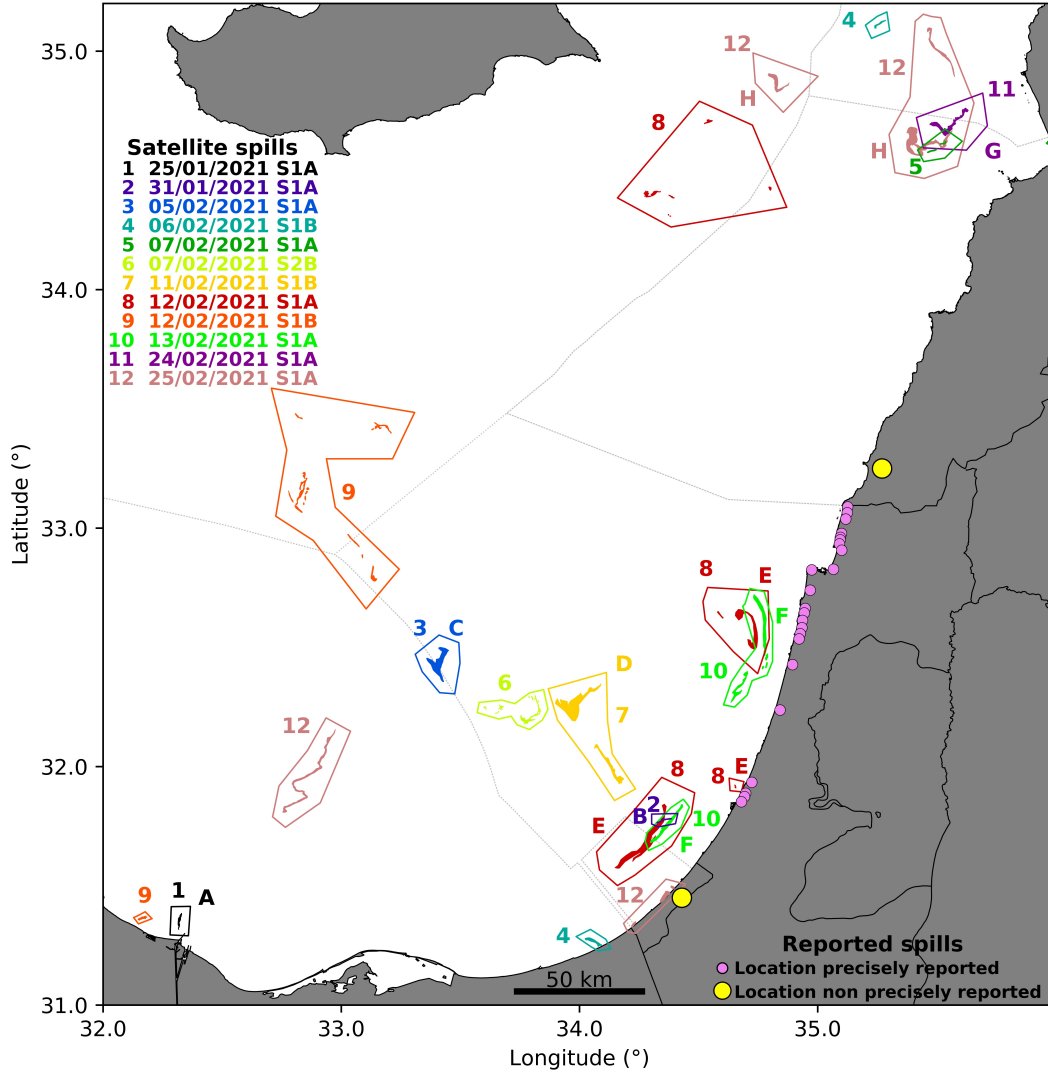 35.0
4
12
12
11
H
8
H
5
G
Satellite spills
1 25/01/2021 S1A
2 31/01/2021 S1A
3 05/02/2021 S1A
4 06/02/2021 S1B
5 07/02/2021 S1A
6 07/02/2021 S2B
7 11/02/2021 S1B
8 12/02/2021 S1A
9 12/02/2021 S1B
10 13/02/2021 S1A
11 24/02/2021 S1A
12 25/02/2021 S1A
34.0
Latitude (°)
9
33.0
8 E
F
3 C
D
10
6
7
12
32.0
8
8 E
2
B
10
E
F
9
1
A
12
4
Reported spills
Location precisely reported
Location non precisely reported
50 km
31.0
32.0 33.0 34.0 35.0
Longitude (°)